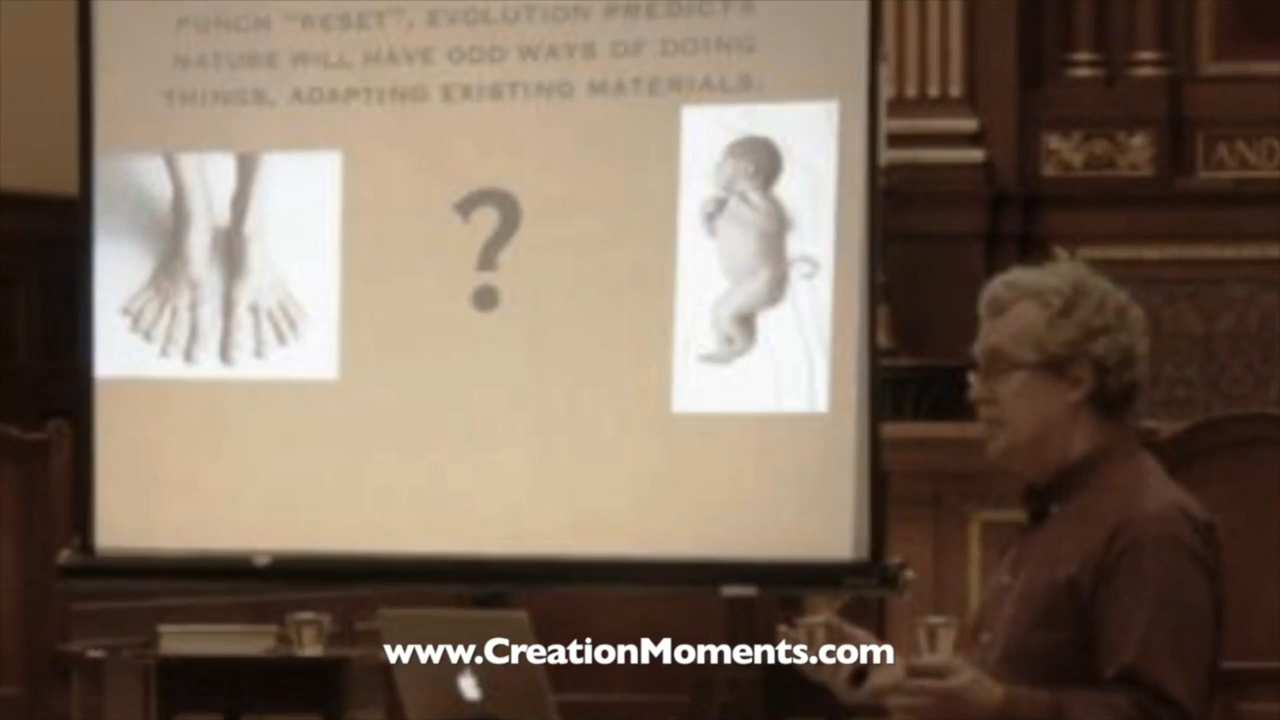 PUNCH "RESET", EVOLUTION PREDICTS
NATURE WILL HAVE ODD WAYS OF DOING
THINGS, ADAPTING EXISTING MATERIALS.
?
AND
www.CreationMoments.com